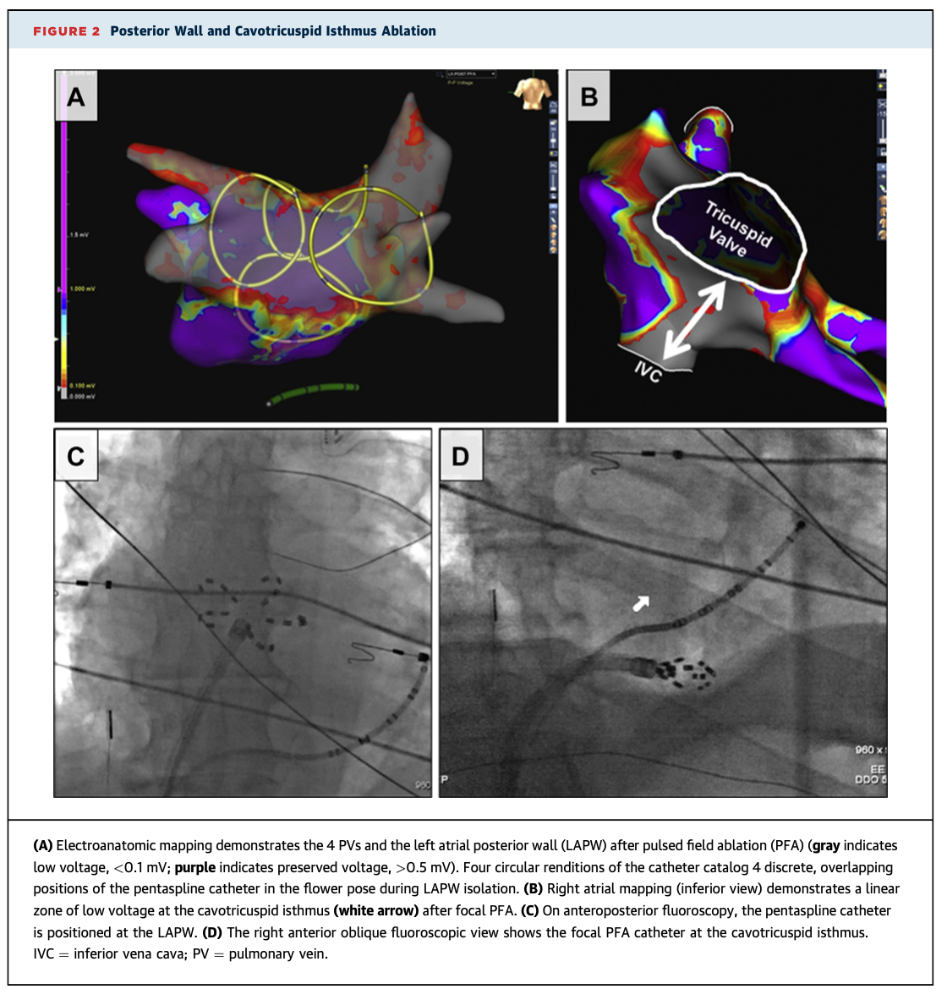 FIGURE 2 Posterior Wall and Cavotricuspid Isthmus Ablation
A
LA POST PFA
P-P Voltage
1.5 mV
1.000 mV
0.100 mV
0.000 mV
B
Tricuspid
Valve
IVC
C
D
960
960 x
EE
DDO
P
(A) Electroanatomic mapping demonstrates the 4 PVs and the left atrial posterior wall (LAPW) after pulsed field ablation (PFA) (gray indicates
low voltage, <0.1 mV; purple indicates preserved voltage, >0.5 mV). Four circular renditions of the catheter catalog 4 discrete, overlapping
positions of the pentaspline catheter in the flower pose during LAPW isolation. (B) Right atrial mapping (inferior view) demonstrates a linear
zone of low voltage at the cavotricuspid isthmus (white arrow) after focal PFA. (C) On anteroposterior fluoroscopy, the pentaspline catheter
is positioned at the LAPW. (D) The right anterior oblique fluoroscopic view shows the focal PFA catheter at the cavotricuspid isthmus.
IVC = inferior vena cava; PV = pulmonary vein.